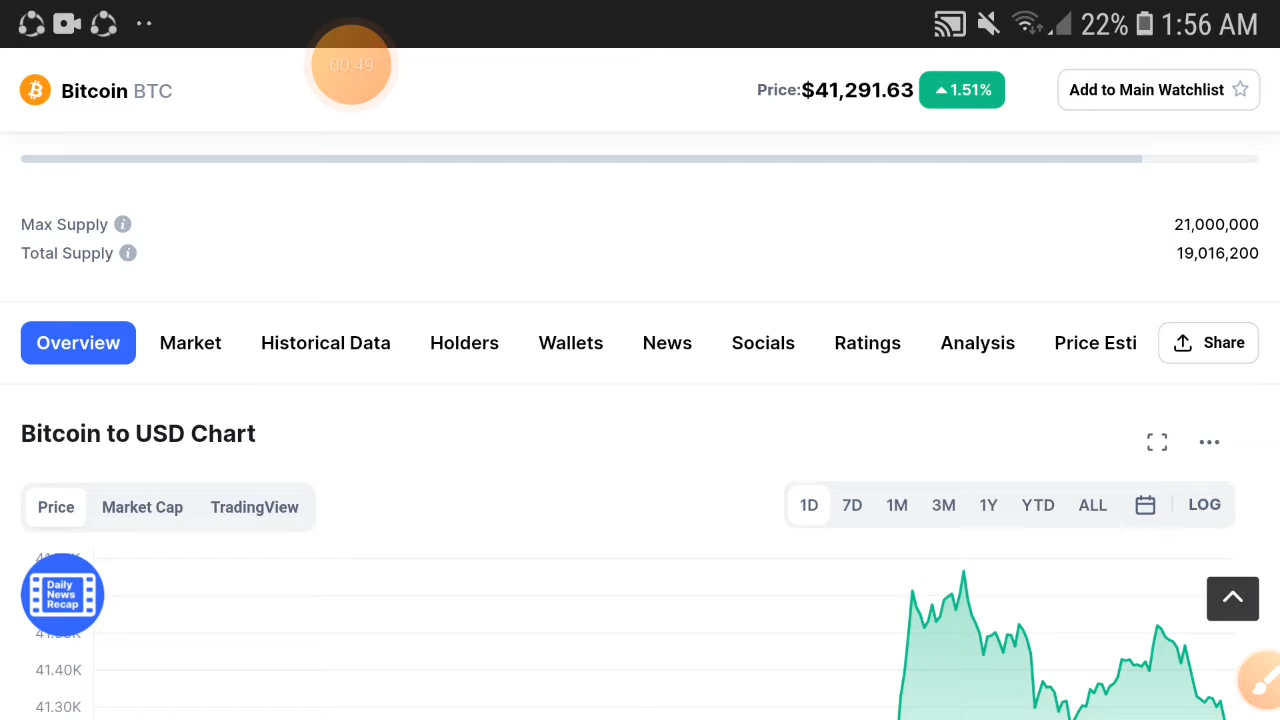 22% 1:56 AM
00:49
Bitcoin BTC
Price:$41,291.63 1.51%
Add to Main Watchlist
Max Supply 21,000,000
Total Supply 19,016,200
Overview Market Historical Data Holders Wallets News Socials Ratings Analysis Price Esti Share
Bitcoin to USD Chart
Price Market Cap TradingView
1D 7D 1M 3M 1Y YTD ALL LOG
Daily
News
Recap
41.40K
41.30K